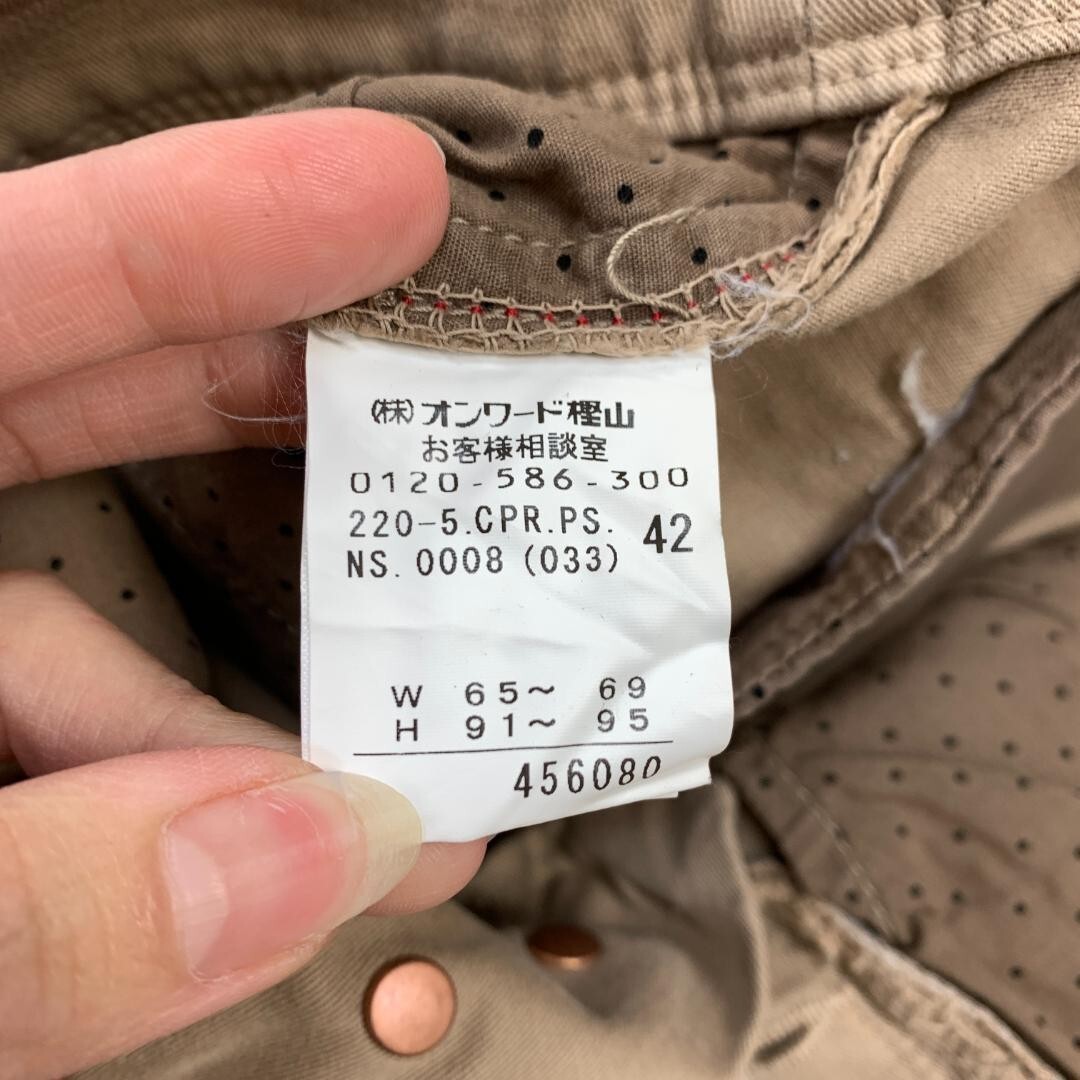 (株)オンワード樫山
お客様相談室
0120-586-300
220-5.CPR.PS. 42
NS.0008(033)
W 65~ 69
H 91~ 95
456080